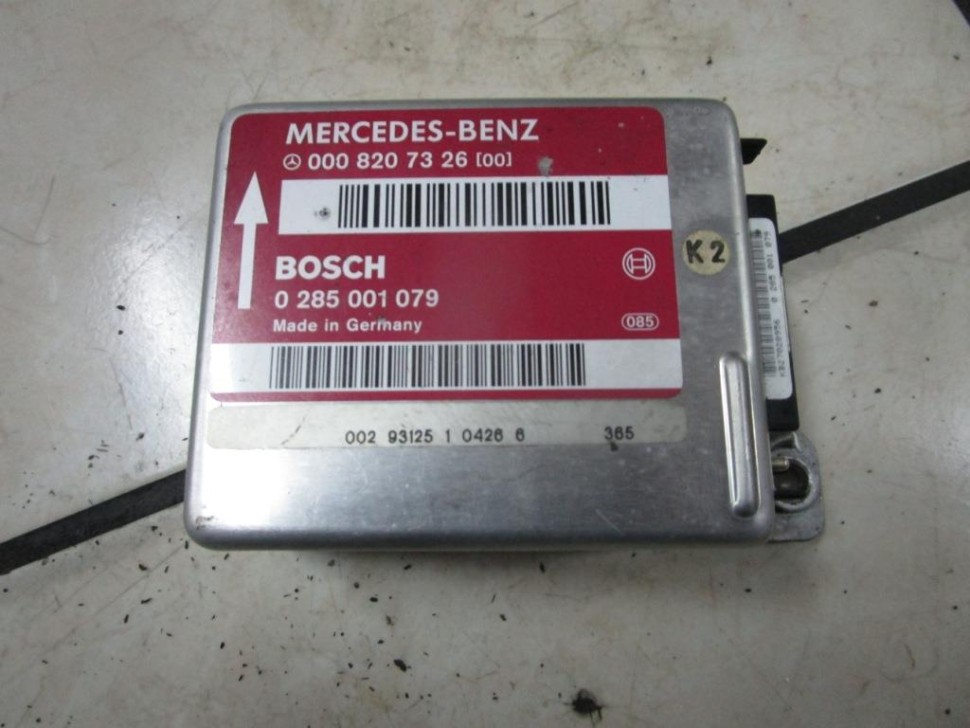 MERCEDES-BENZ
000 820 73 26 [00]
BOSCH
0 285 001 079
Made in Germany
085
K2
002 93125 1 0426 6 365